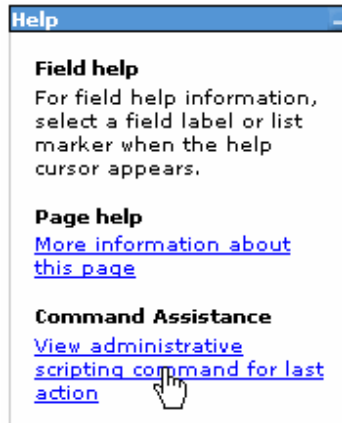 Help
Field help
For field help information,
select a field label or list
marker when the help
cursor appears.
Page help
More information about
this page
Command Assistance
View administrative
scripting command for last
action